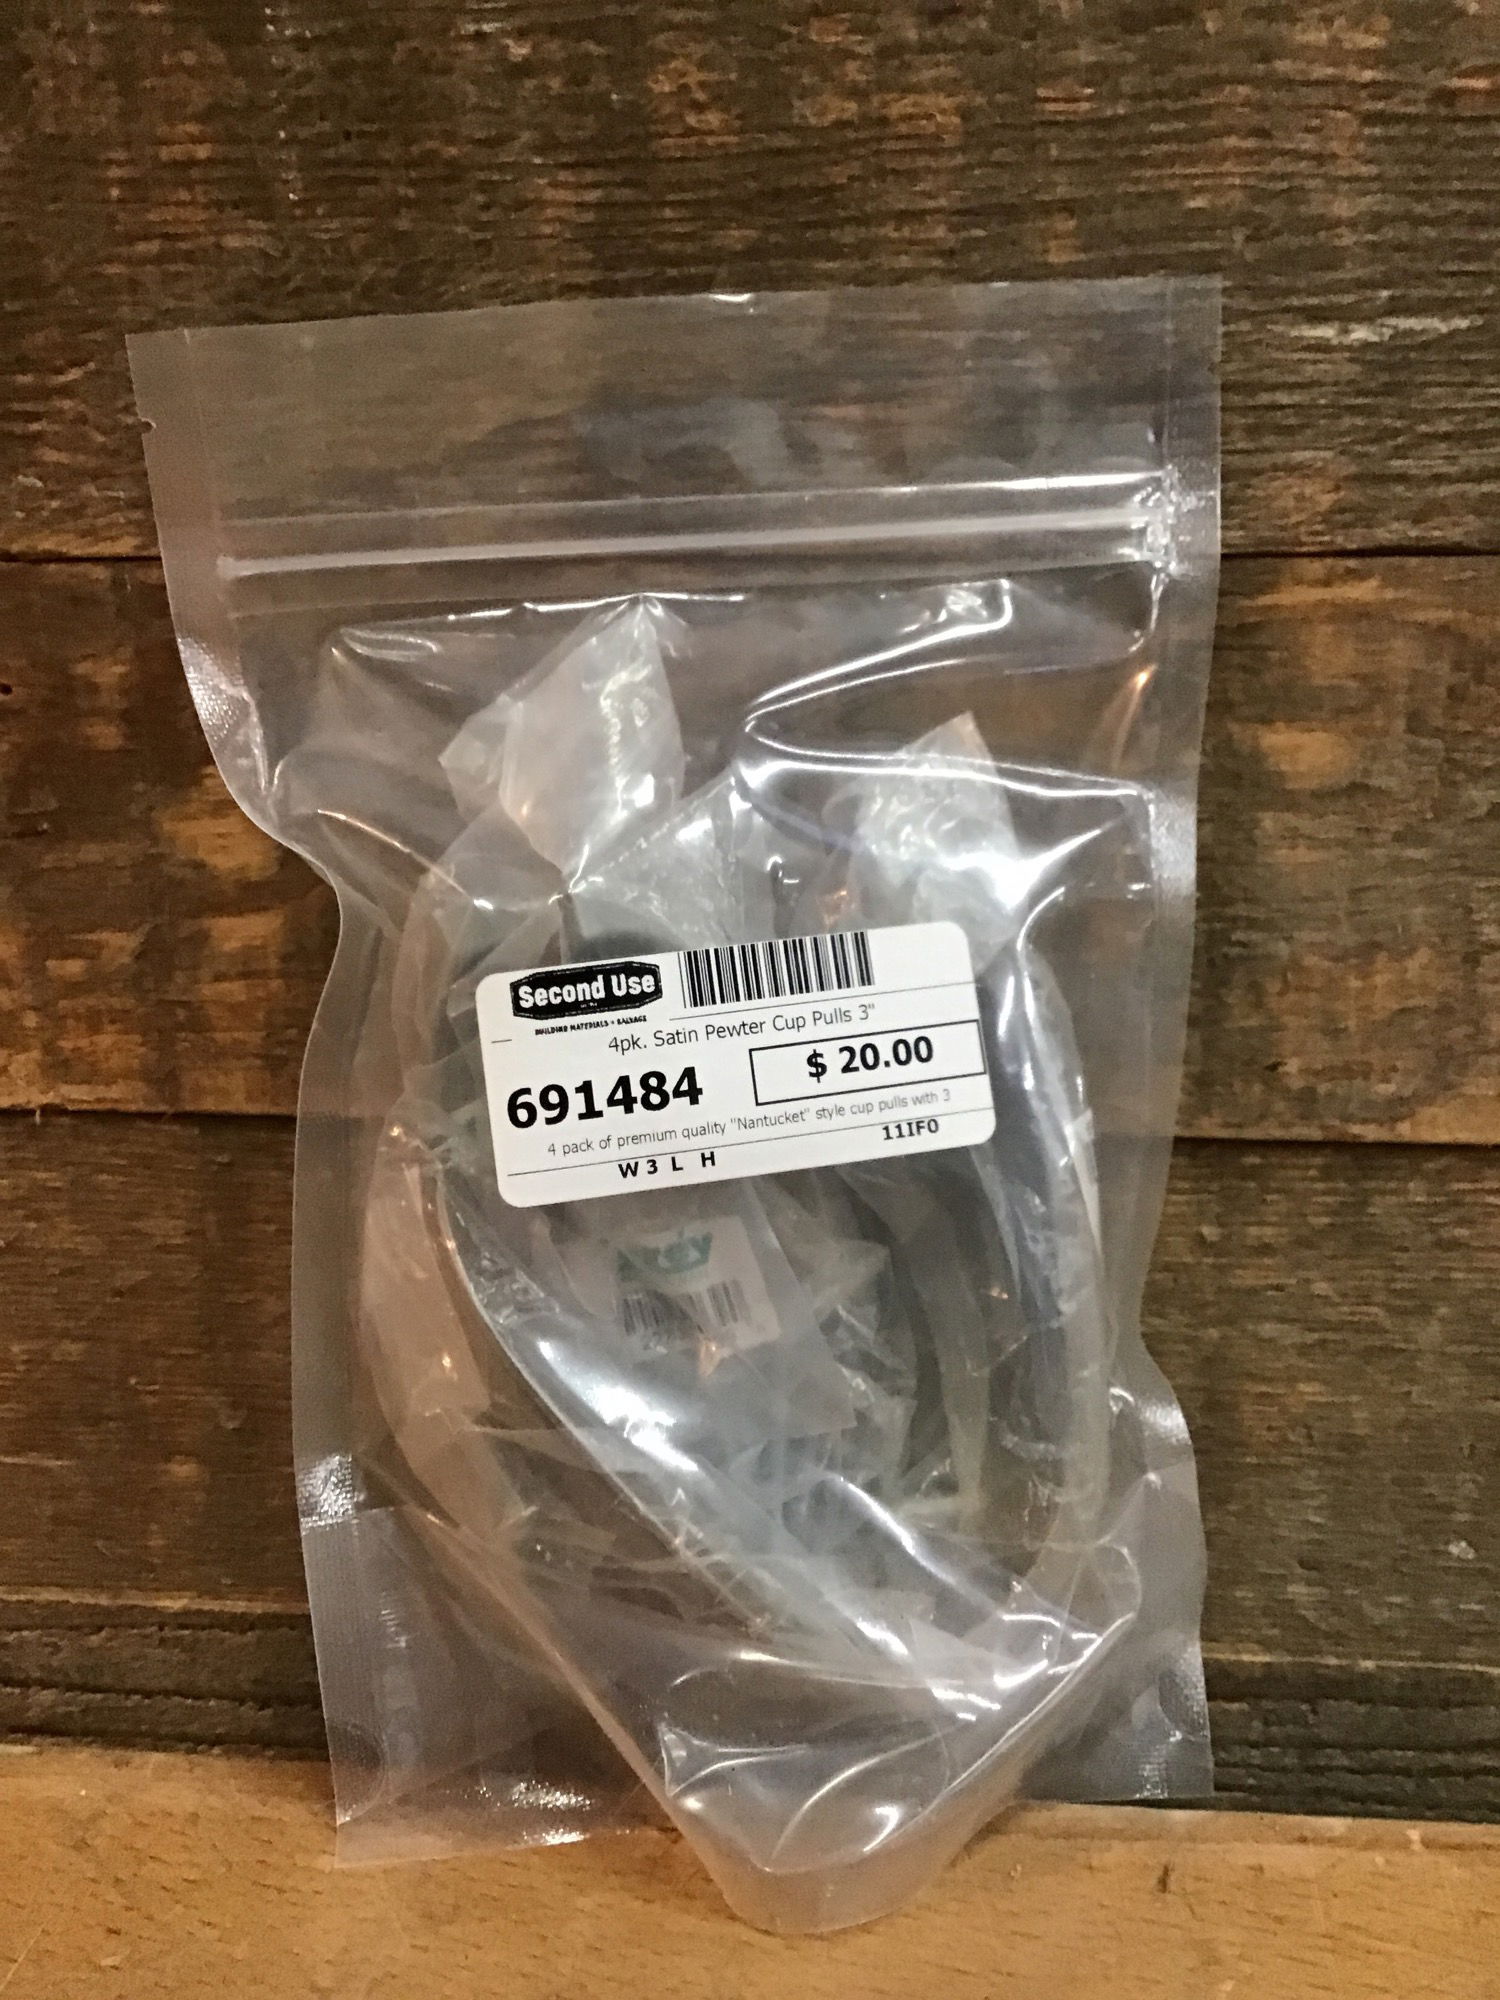 Second Use
BUILDING MATERIALS + SALVAGE
4pk. Satin Pewter Cup Pulls 3"
691484
$ 20.00
4 pack of premium quality "Nantucket" style cup pulls with 3
W 3 L H
11IF0